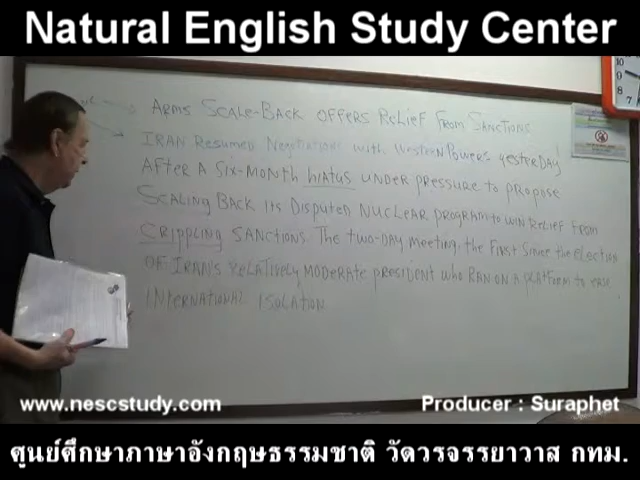 Natural English Study Center
ARMS SCALE-BACK OFFERS RELIEF FROM SANCTIONS
IRAN RESUMED NEGOTIATIONS WITH WESTERN POWERS YESTERDAY
AFTER A SIX-MONTH HIATUS UNDER PRESSURE TO PROPOSE
SCALING BACK ITS DISPUTED NUCLEAR PROGRAM TO WIN RELIEF FROM
CRIPPLING SANCTIONS. THE TWO-DAY MEETING, THE FIRST SINCE THE ELECTION
OF IRAN'S RELATIVELY MODERATE PRESIDENT WHO RAN ON A PLATFORM TO EASE
INTERNATIONAL ISOLATION
10
9
8
7
www.nescstudy.com
Producer : Suraphet
ศูนย์ศึกษาภาษาอังกฤษธรรมชาติ วัดวรจรรยาวาส กทม.